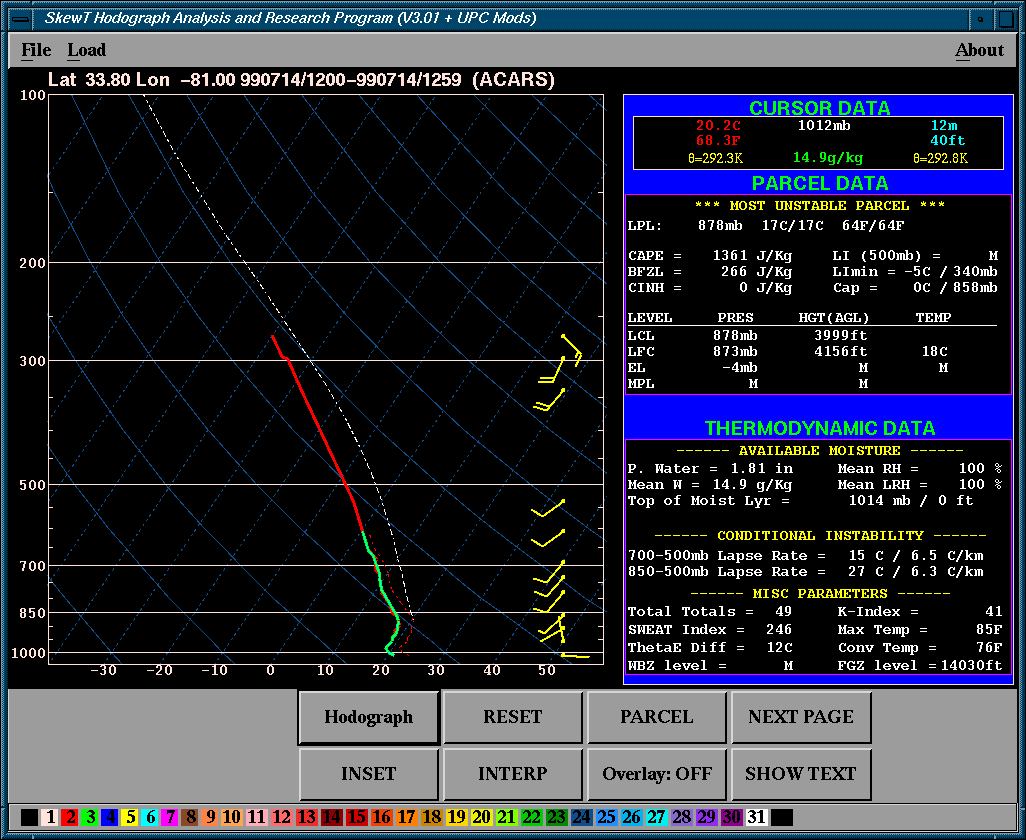 SkewT Hodograph Analysis and Research Program (V3.01 + UPC Mods)
File Load About
Lat 33.80 Lon -81.00 990714/1200-990714/1259 (ACARS)
100
200
300
500
700
850
1000
-30 -20 -10 0 10 20 30 40 50
CURSOR DATA
20.2C 1012mb 12m
68.3F 40ft
θ=292.3K 14.9g/kg θ=292.8K
PARCEL DATA
*** MOST UNSTABLE PARCEL ***
LPL: 878mb 17C/17C 64F/64F
CAPE = 1361 J/Kg LI (500mb) = M
BFZL = 266 J/Kg LImin = -5C / 340mb
CINH = 0 J/Kg Cap = 0C / 858mb
LEVEL PRES HGT(AGL) TEMP
LCL 878mb 3999ft
LFC 873mb 4156ft 18C
EL -4mb M M
MPL M M
THERMODYNAMIC DATA
------ AVAILABLE MOISTURE ------
P. Water = 1.81 in Mean RH = 100 %
Mean W = 14.9 g/Kg Mean LRH = 100 %
Top of Moist Lyr = 1014 mb / 0 ft
------ CONDITIONAL INSTABILITY ------
700-500mb Lapse Rate = 15 C / 6.5 C/km
850-500mb Lapse Rate = 27 C / 6.3 C/km
------ MISC PARAMETERS ------
Total Totals = 49 K-Index = 41
SWEAT Index = 246 Max Temp = 85F
ThetaE Diff = 12C Conv Temp = 76F
WBZ level = M FGZ level = 14030ft
Hodograph RESET PARCEL NEXT PAGE
INSET INTERP Overlay: OFF SHOW TEXT
1 2 3 4 5 6 7 8 9 10 11 12 13 14 15 16 17 18 19 20 21 22 23 24 25 26 27 28 29 30 31